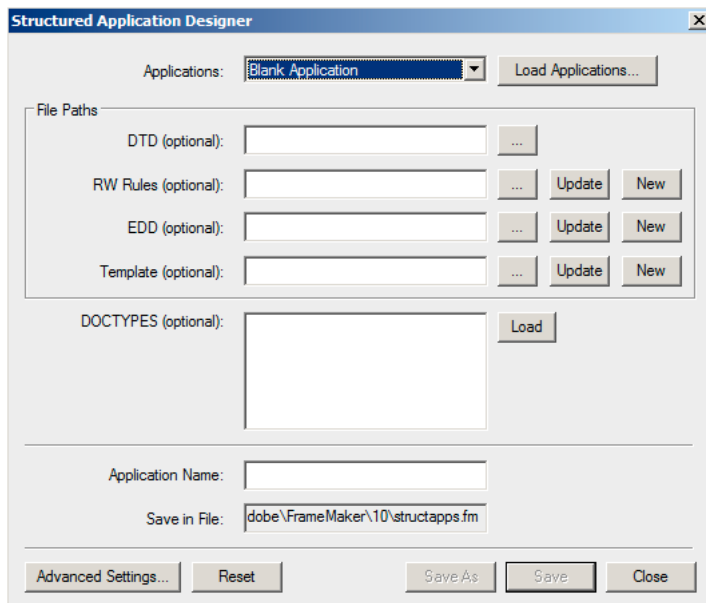 Structured Application Designer
Applications: Blank Application Load Applications...
File Paths
DTD (optional): ...
RW Rules (optional): ... Update New
EDD (optional): ... Update New
Template (optional): ... Update New
DOCTYPES (optional): Load
Application Name:
Save in File: dobe\FrameMaker\10\structapps.fm
Advanced Settings... Reset Save As Save Close